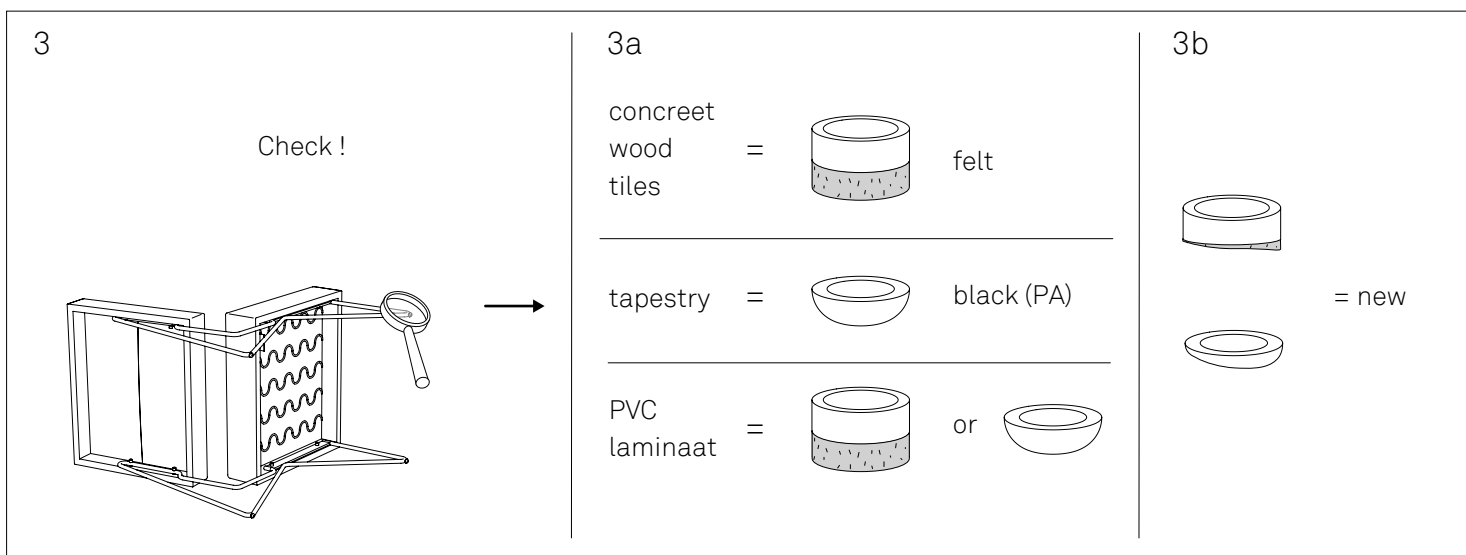 3
Check !
3a
concreet
wood
tiles
=
felt
tapestry
=
black (PA)
PVC
laminaat
=
or
3b
= new